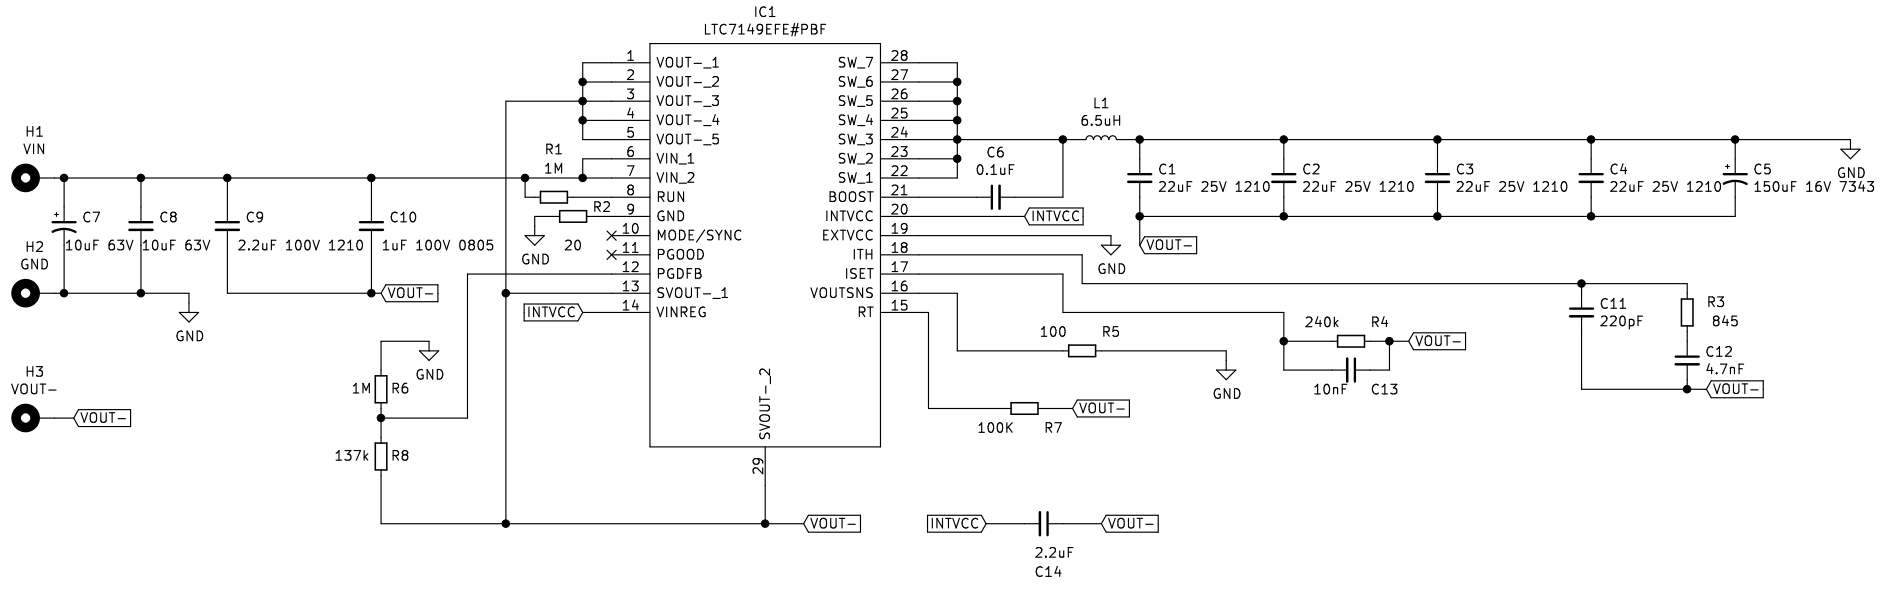 IC1
LTC7149EFE#PBF
1 VOUT-_1
2 VOUT-_2
3 VOUT-_3
4 VOUT-_4
5 VOUT-_5
6 VIN_1
7 VIN_2
8 RUN
9 GND
10 MODE/SYNC
11 PGOOD
12 PGDFB
13 SVOUT-_1
14 VINREG
SW_7 28
SW_6 27
SW_5 26
SW_4 25
SW_3 24
SW_2 23
SW_1 22
BOOST 21
INTVCC 20
EXTVCC 19
ITH 18
ISET 17
VOUTSNS 16
RT 15
SVOUT-_2
29
H1
VIN
H2
GND
H3
VOUT-
VOUT-
C7
10uF 63V
C8
10uF 63V
C9
2.2uF 100V 1210
C10
1uF 100V 0805
VOUT-
GND
R1
1M
R2
20
GND
INTVCC
GND
1M R6
137k R8
VOUT-
L1
6.5uH
C6
0.1uF
INTVCC
GND
C1
22uF 25V 1210
C2
22uF 25V 1210
C3
22uF 25V 1210
C4
22uF 25V 1210
C5
150uF 16V 7343
GND
VOUT-
100 R5
GND
240k R4
VOUT-
10nF C13
C11
220pF
R3
845
C12
4.7nF
VOUT-
100K R7
VOUT-
INTVCC
VOUT-
2.2uF
C14